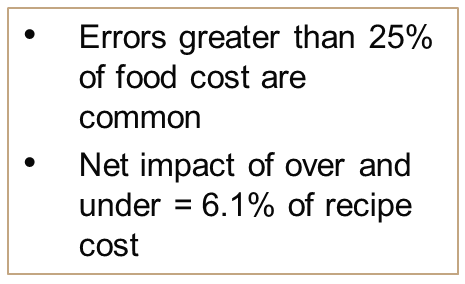 • Errors greater than 25%
of food cost are
common
• Net impact of over and
under = 6.1% of recipe
cost